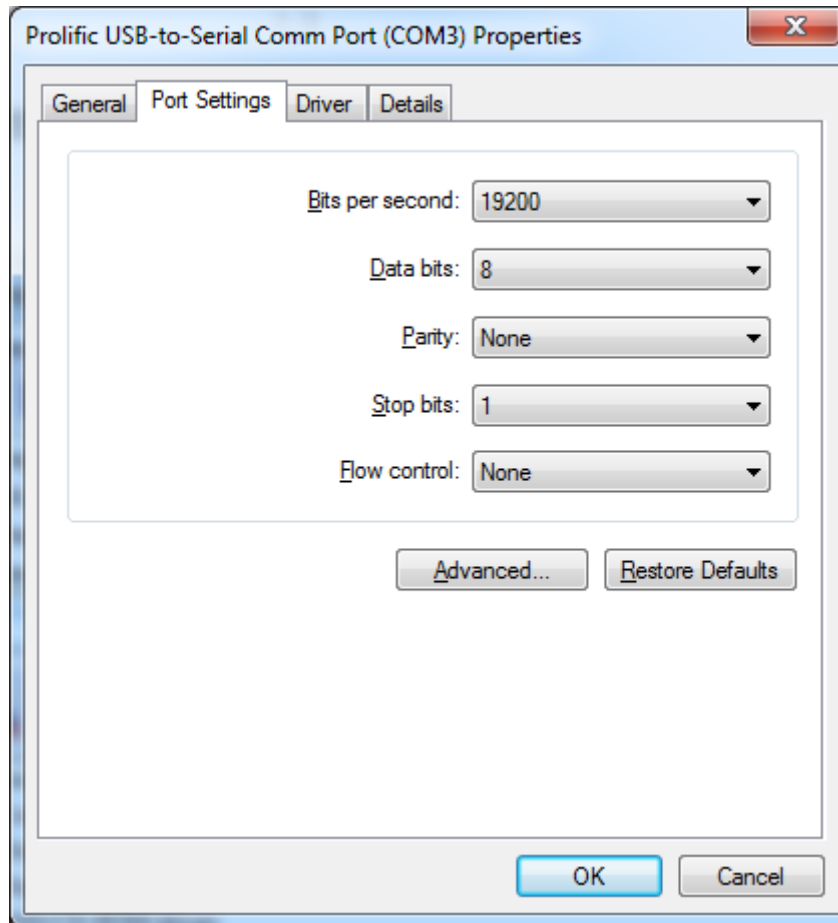 Prolific USB-to-Serial Comm Port (COM3) Properties
General Port Settings Driver Details
Bits per second: 19200
Data bits: 8
Parity: None
Stop bits: 1
Flow control: None
Advanced... Restore Defaults
OK Cancel